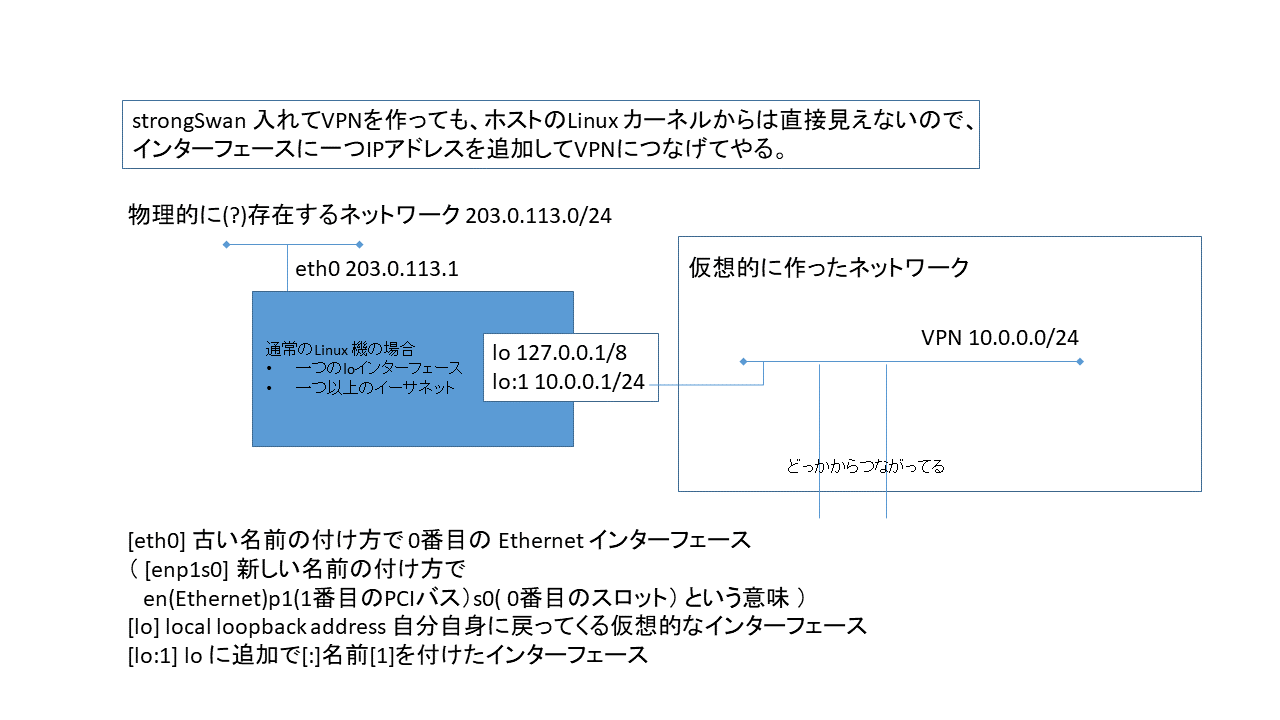 strongSwan 入れてVPNを作っても、ホストのLinux カーネルからは直接見えないので、
インターフェースに一つIPアドレスを追加してVPNにつなげてやる。
物理的に(?)存在するネットワーク 203.0.113.0/24
eth0 203.0.113.1
仮想的に作ったネットワーク
VPN 10.0.0.0/24
通常のLinux 機の場合
• 一つのloインターフェース
• 一つ以上のイーサネット
lo 127.0.0.1/8
lo:1 10.0.0.1/24
どっかからつながってる
[eth0] 古い名前の付け方で 0番目の Ethernet インターフェース
（ [enp1s0] 新しい名前の付け方で
en(Ethernet)p1(1番目のPCIバス）s0( 0番目のスロット） という意味 ）
[lo] local loopback address 自分自身に戻ってくる仮想的なインターフェース
[lo:1] lo に追加で[:]名前[1]を付けたインターフェース